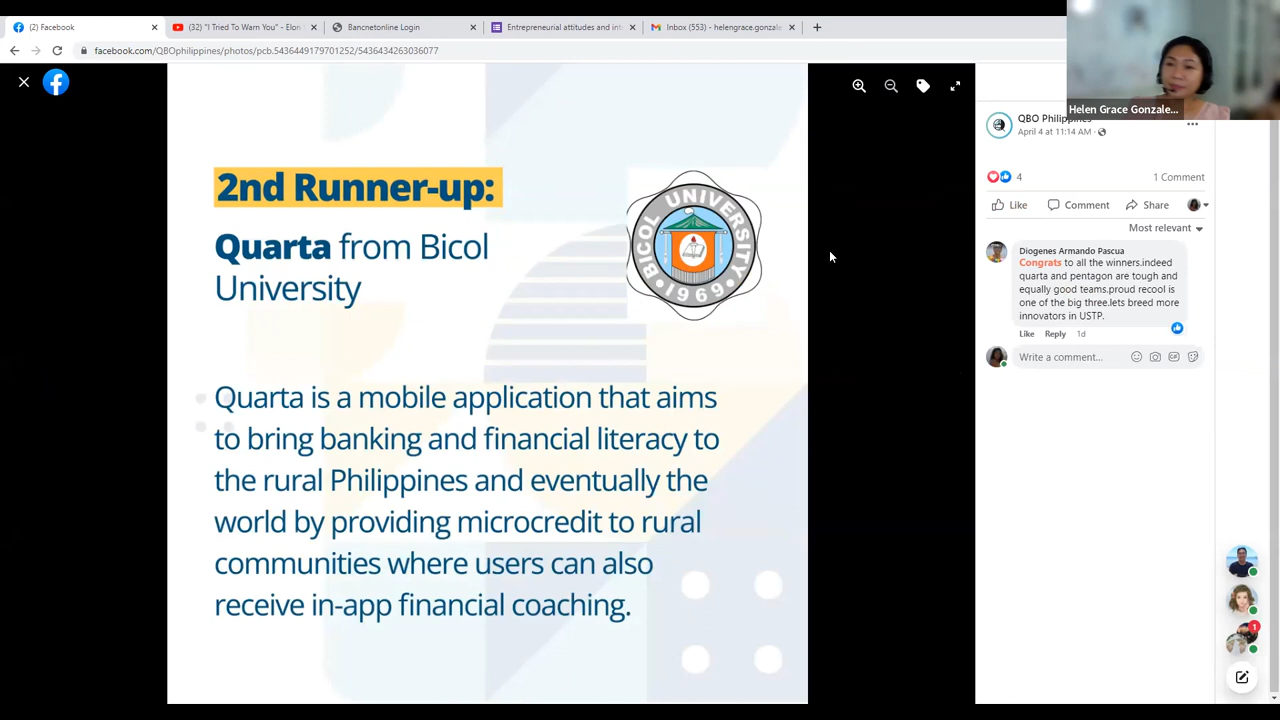 (2) Facebook
(32) "I Tried To Warn You" - Elon
Bancnetonline Login
Entrepreneurial attitudes and int
Inbox (553) - helengrace.gonzale
facebook.com/QBOphilippines/photos/pcb.5436449179701252/5436434263036077
Helen Grace Gonzale...
2nd Runner-up:
Quarta from Bicol
University
BICOL UNIVERSITY
1969
Quarta is a mobile application that aims
to bring banking and financial literacy to
the rural Philippines and eventually the
world by providing microcredit to rural
communities where users can also
receive in-app financial coaching.
QBO Philippines
April 4 at 11:14 AM
4
1 Comment
Like
Comment
Share
Most relevant
Diogenes Armando Pascua
Congrats to all the winners.indeed
quarta and pentagon are tough and
equally good teams.proud recool is
one of the big three.lets breed more
innovators in USTP.
Like Reply 1d
Write a comment...
GIF
1